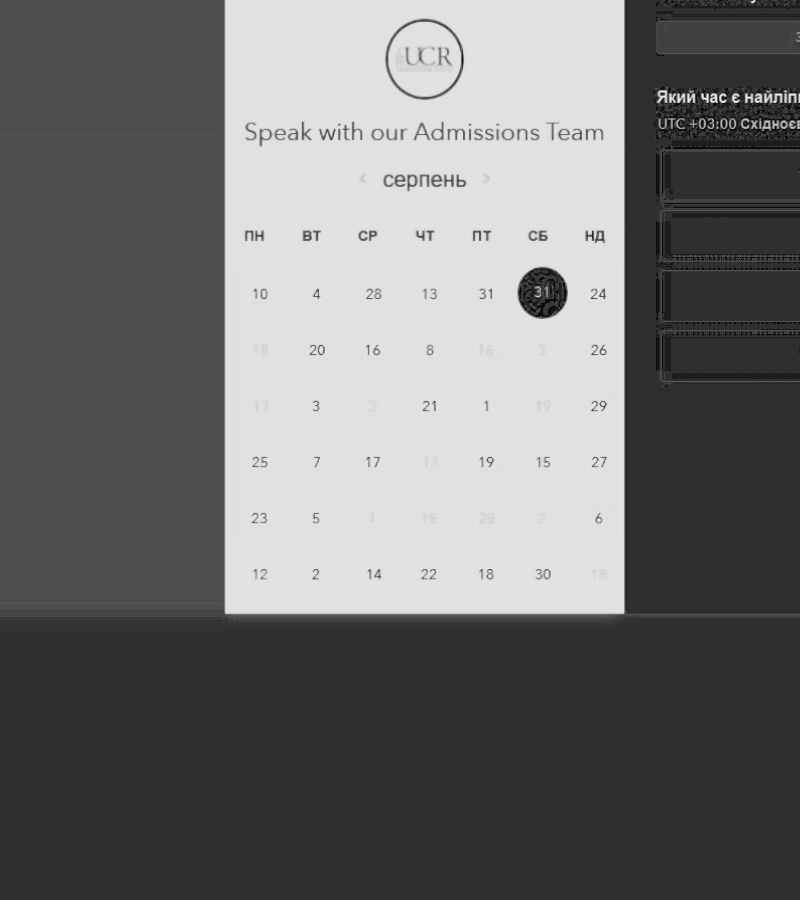 UCR
Speak with our Admissions Team
серпень
ПН ВТ СР ЧТ ПТ СБ НД
10 4 28 13 31 31 24
18 20 16 8 16 3 26
13 3 3 21 1 19 29
25 7 17 13 19 15 27
23 5 1 15 28 2 6
12 2 14 22 18 30 18
Який час є найліп
UTC +03:00 Східноєв